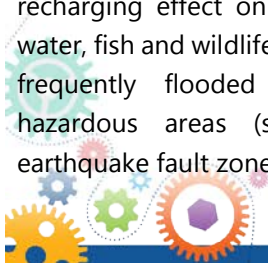 recharging effect on
water, fish and wildlife
frequently flooded
hazardous areas (s
earthquake fault zone